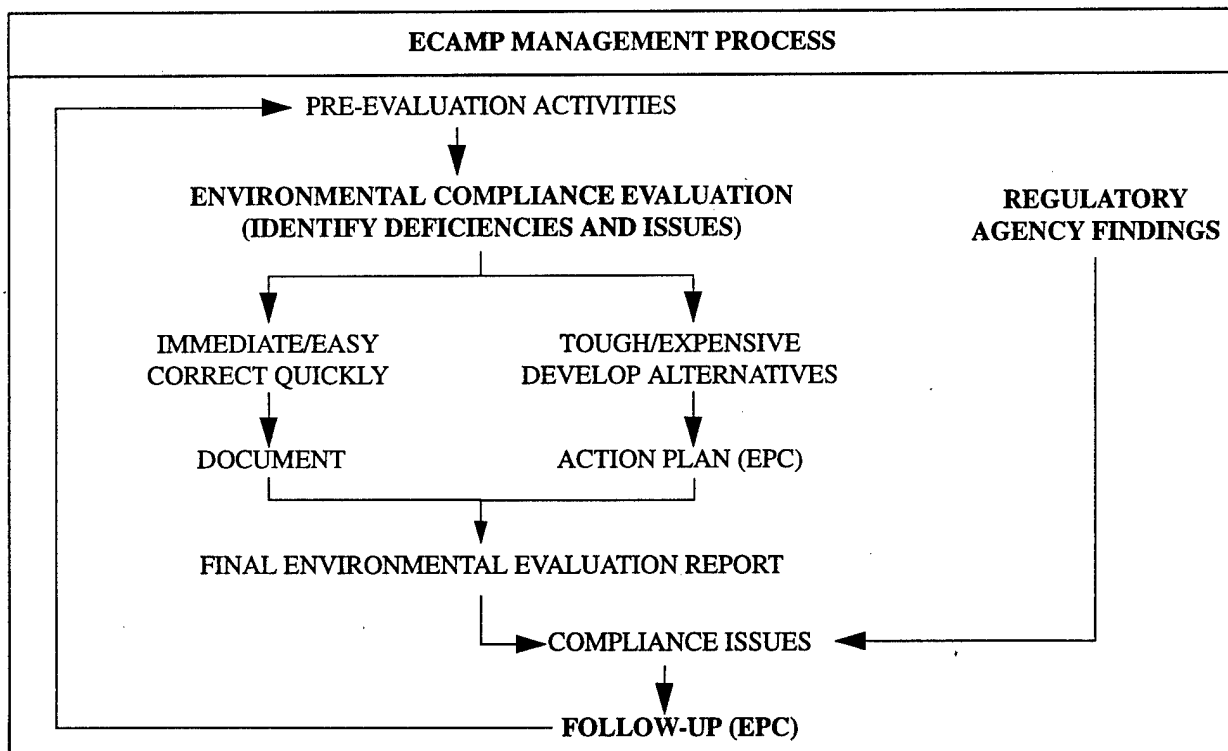 ECAMP MANAGEMENT PROCESS
PRE-EVALUATION ACTIVITIES
ENVIRONMENTAL COMPLIANCE EVALUATION
(IDENTIFY DEFICIENCIES AND ISSUES)
REGULATORY
AGENCY FINDINGS
IMMEDIATE/EASY
CORRECT QUICKLY
TOUGH/EXPENSIVE
DEVELOP ALTERNATIVES
DOCUMENT
ACTION PLAN (EPC)
FINAL ENVIRONMENTAL EVALUATION REPORT
COMPLIANCE ISSUES
FOLLOW-UP (EPC)